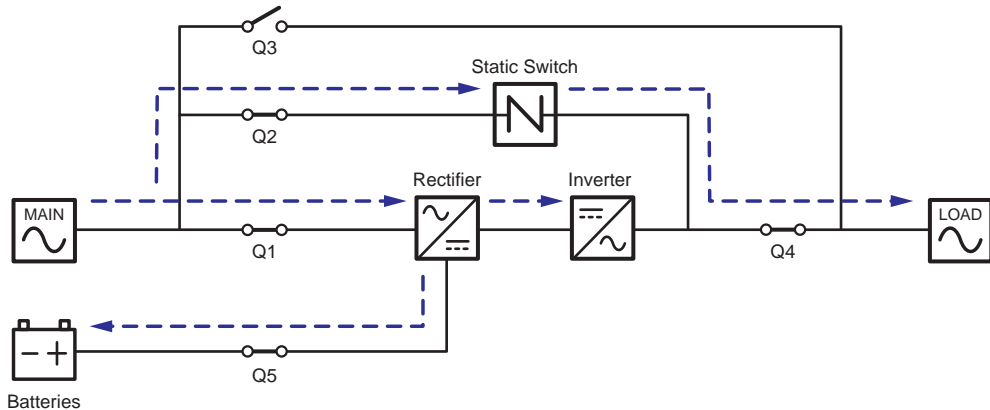 Q3
Static Switch
Q2
Rectifier
Inverter
MAIN
LOAD
Q1
Q4
Q5
Batteries